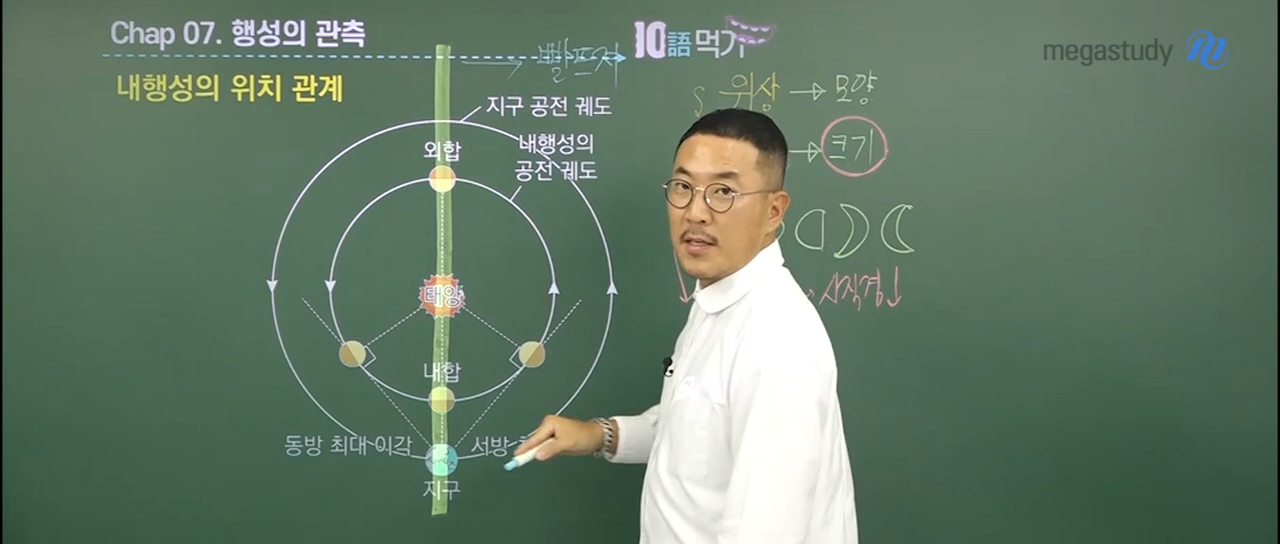 Chap 07. 행성의 관측
10語먹기
megastudy
내행성의 위치 관계
위상 → 모양
→ 크기
시직경↓
지구 공전 궤도
외합
내행성의
공전 궤도
태양
내합
동방 최대 이각
서방
지구